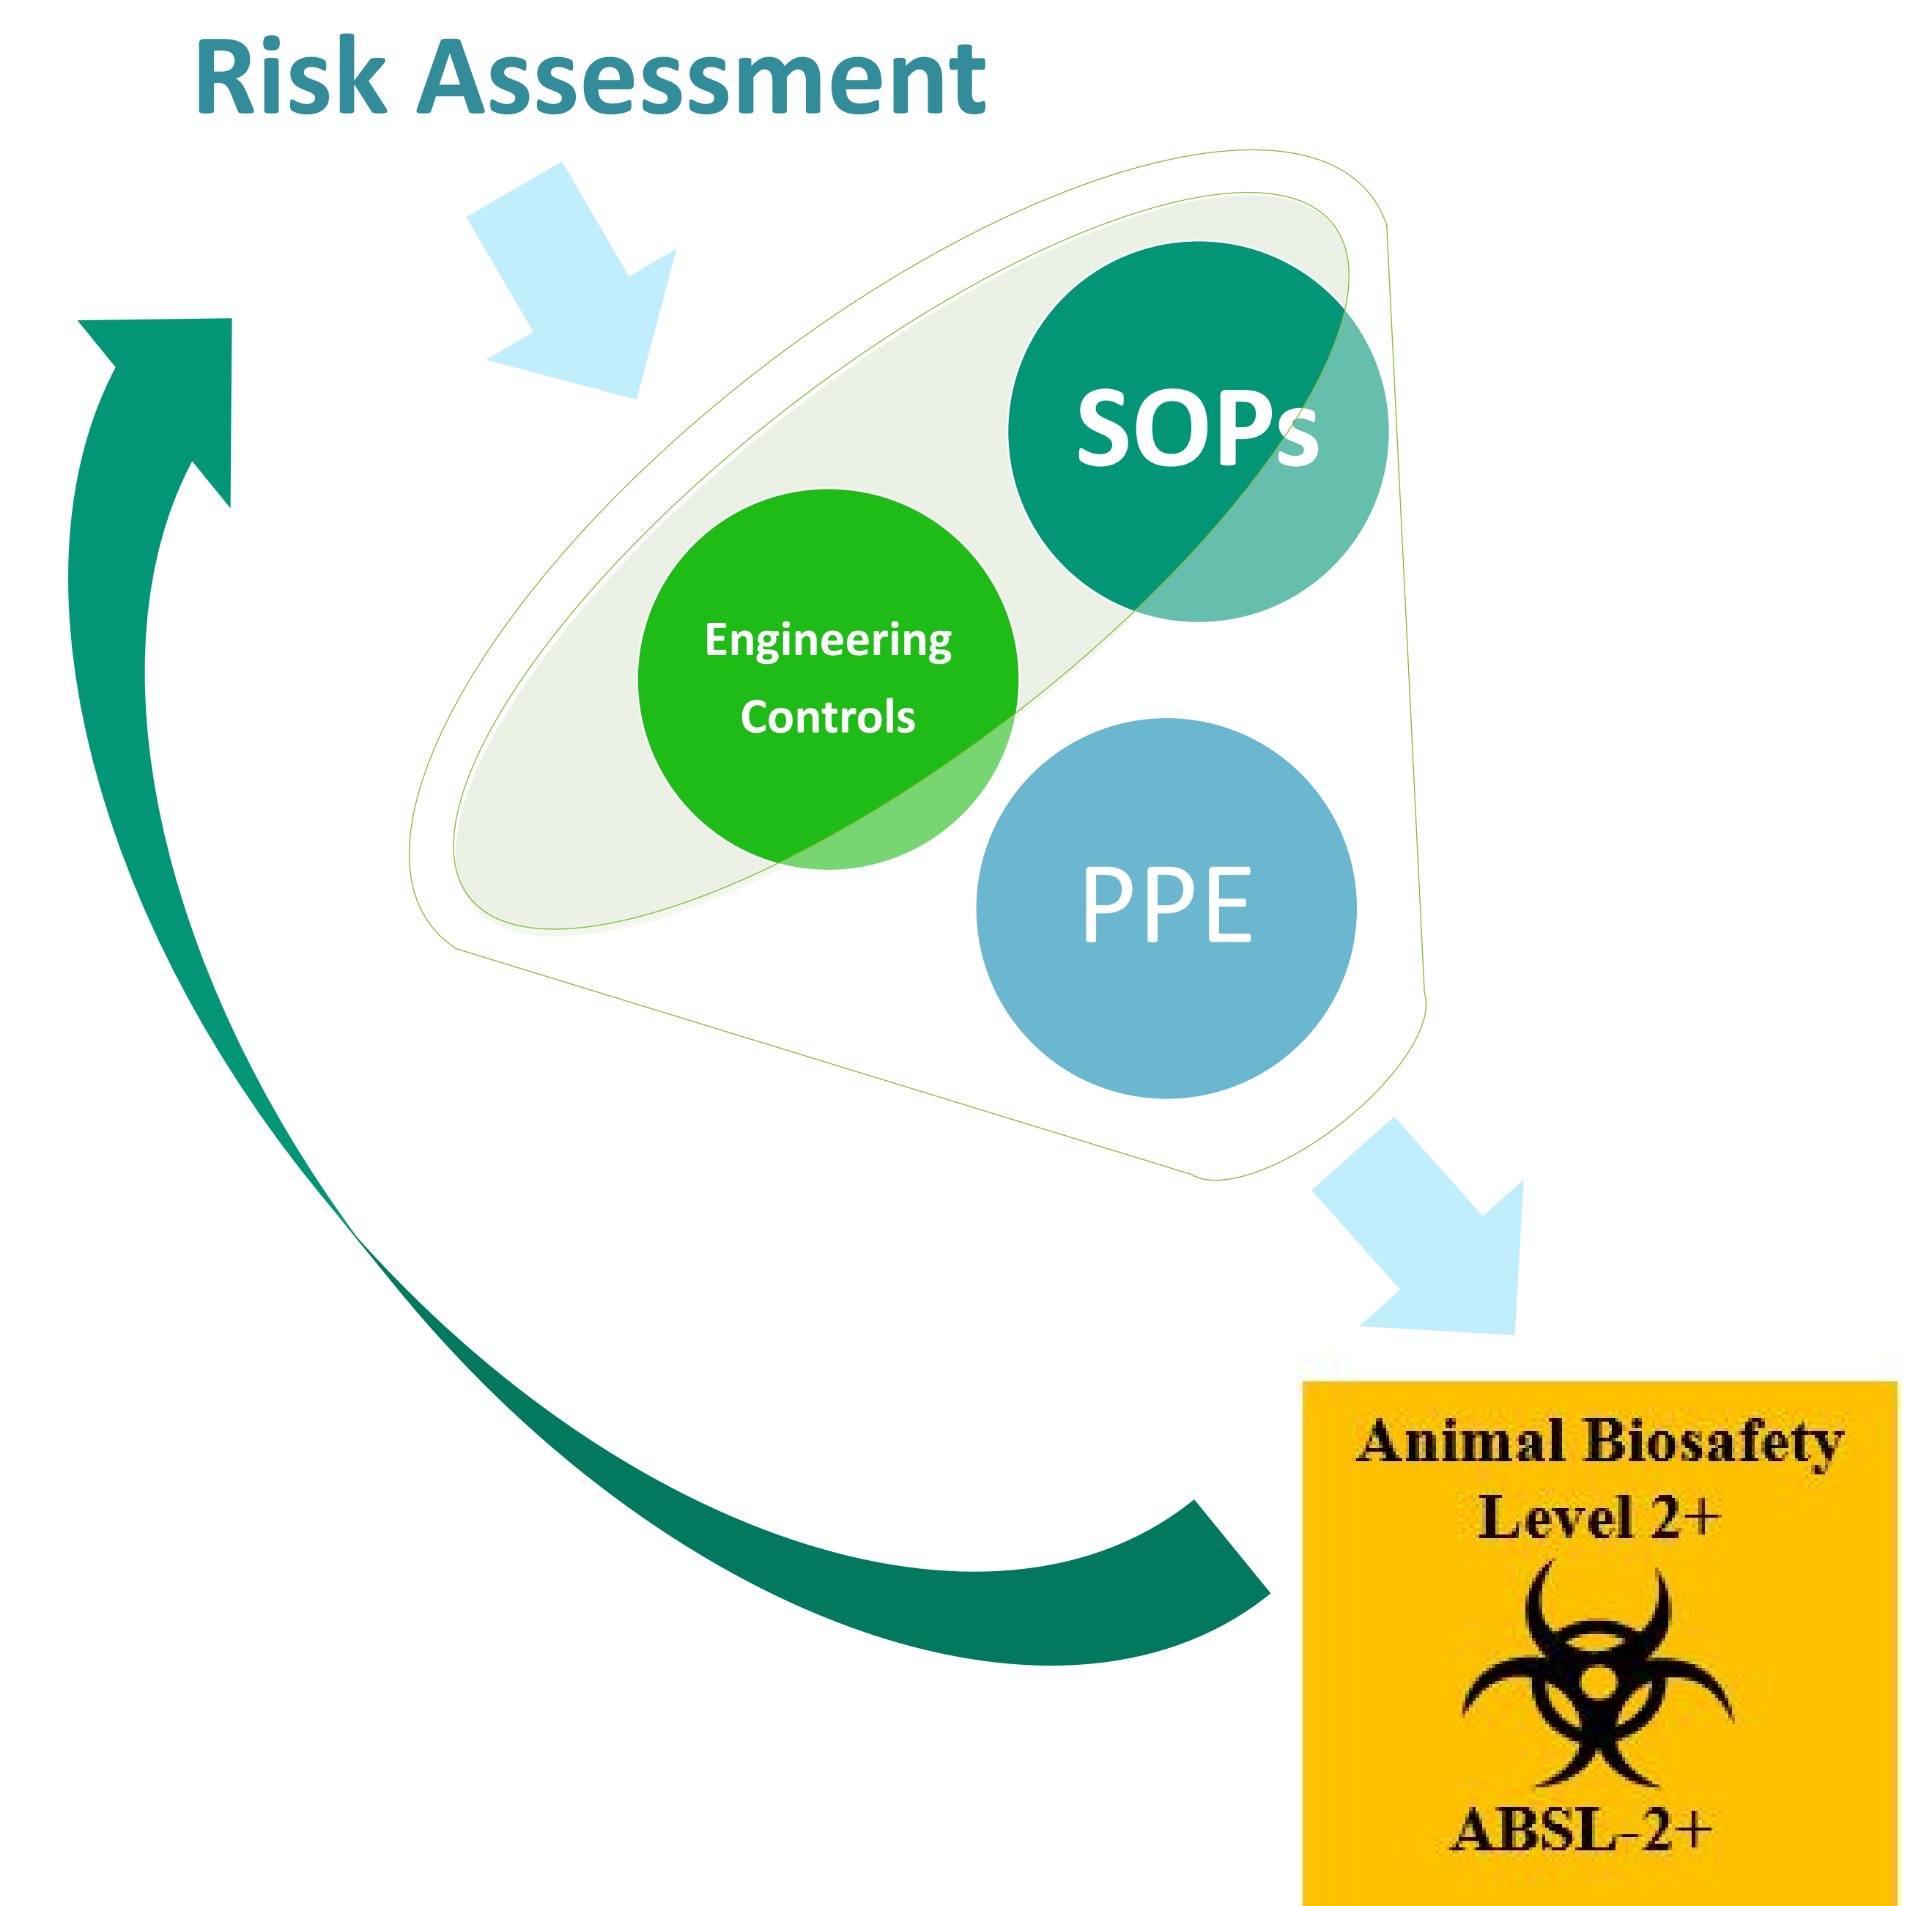 Risk Assessment
SOPs
Engineering
Controls
PPE
Animal Biosafety
Level 2+
ABSL-2+